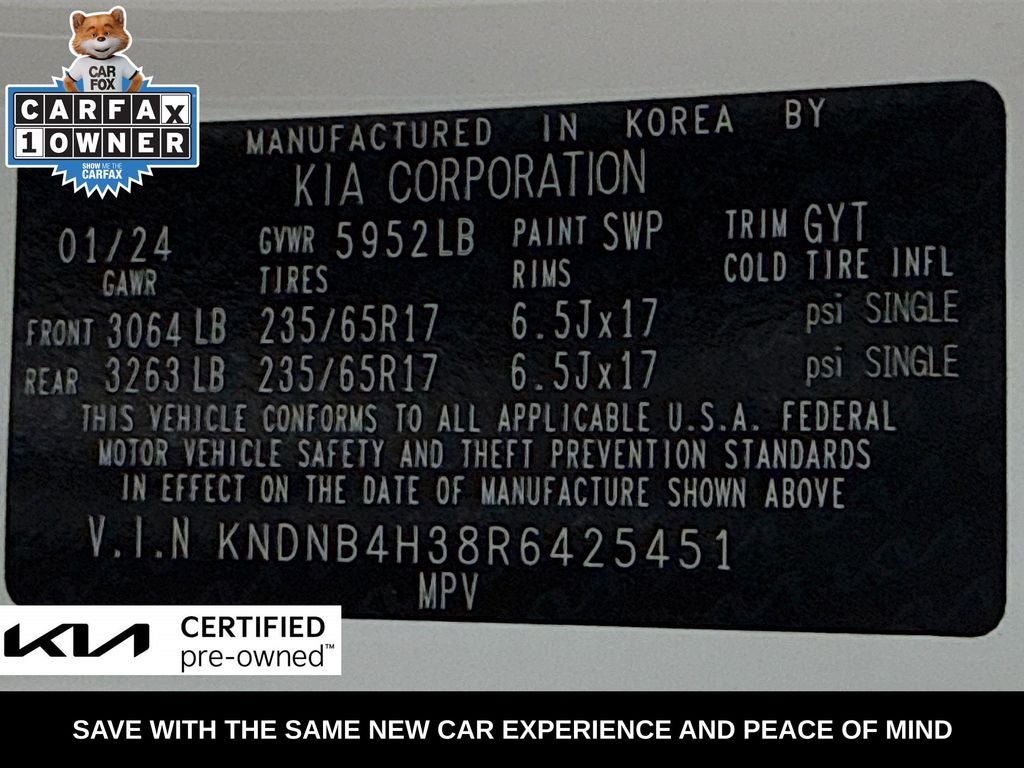 CAR
FOX
CARFAX
1 OWNER
SHOW ME THE
CARFAX
MANUFACTURED IN KOREA BY
KIA CORPORATION
01/24 GVWR 5952LB PAINT SWP TRIM GYT
GAWR TIRES RIMS COLD TIRE INFL
FRONT 3064 LB 235/65R17 6.5Jx17 psi SINGLE
REAR 3263 LB 235/65R17 6.5Jx17 psi SINGLE
THIS VEHICLE CONFORMS TO ALL APPLICABLE U.S.A. FEDERAL
MOTOR VEHICLE SAFETY AND THEFT PREVENTION STANDARDS
IN EFFECT ON THE DATE OF MANUFACTURE SHOWN ABOVE
V.I.N KNDNB4H38R6425451
MPV
KIA CERTIFIED
pre-owned™
SAVE WITH THE SAME NEW CAR EXPERIENCE AND PEACE OF MIND